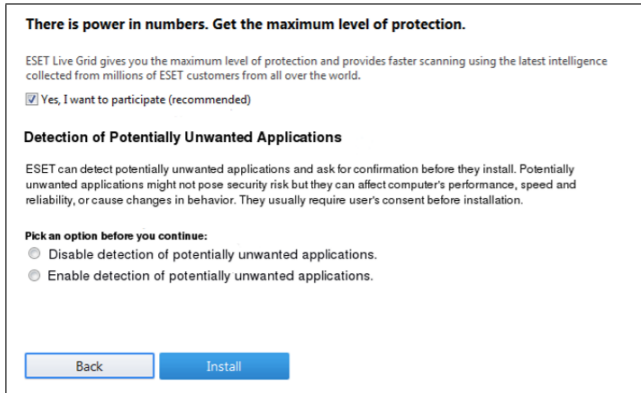 There is power in numbers. Get the maximum level of protection.
ESET Live Grid gives you the maximum level of protection and provides faster scanning using the latest intelligence
collected from millions of ESET customers from all over the world.
Yes, I want to participate (recommended)
Detection of Potentially Unwanted Applications
ESET can detect potentially unwanted applications and ask for confirmation before they install. Potentially
unwanted applications might not pose security risk but they can affect computer's performance, speed and
reliability, or cause changes in behavior. They usually require user's consent before installation.
Pick an option before you continue:
Disable detection of potentially unwanted applications.
Enable detection of potentially unwanted applications.
Back Install